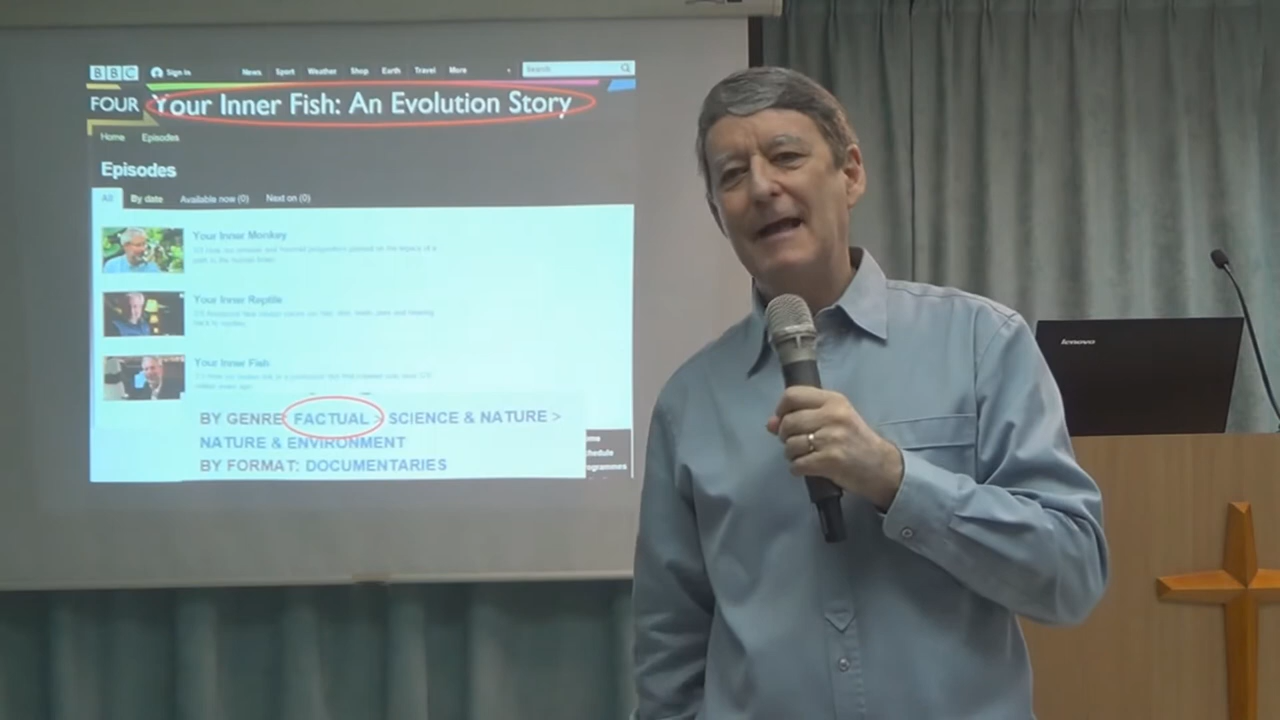 BBC Sign in News Sport Weather Shop Earth Travel More Search
FOUR Your Inner Fish: An Evolution Story
Home Episodes
Episodes
All By date Available now (0) Next on (0)
Your Inner Monkey
Your Inner Reptile
Your Inner Fish
BY GENRE: FACTUAL > SCIENCE & NATURE >
NATURE & ENVIRONMENT
BY FORMAT: DOCUMENTARIES
lenovo